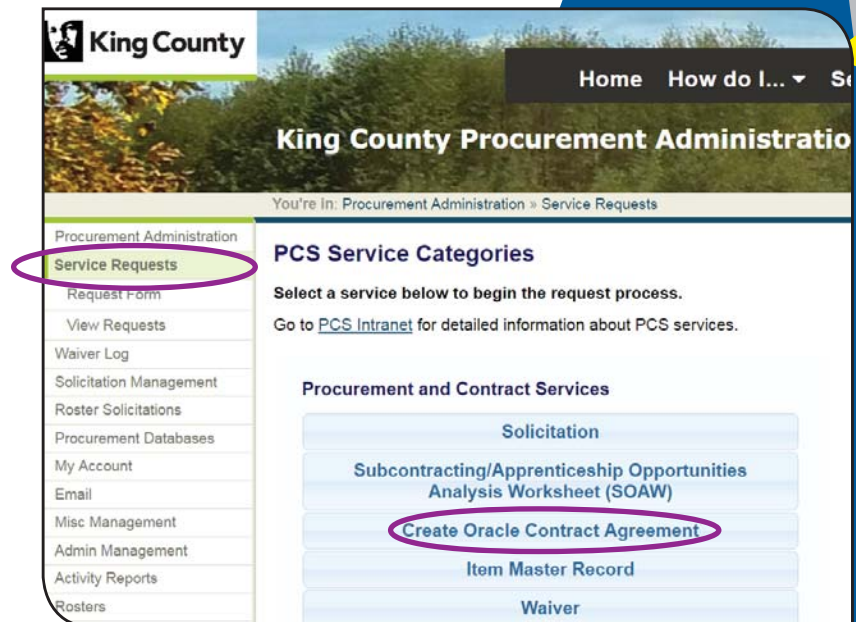 King County
Home How do I...
King County Procurement Administratio
You're in: Procurement Administration » Service Requests
Procurement Administration
Service Requests
Request Form
View Requests
Waiver Log
Solicitation Management
Roster Solicitations
Procurement Databases
My Account
Email
Misc Management
Admin Management
Activity Reports
Rosters
PCS Service Categories
Select a service below to begin the request process.
Go to PCS Intranet for detailed information about PCS services.
Procurement and Contract Services
Solicitation
Subcontracting/Apprenticeship Opportunities
Analysis Worksheet (SOAW)
Create Oracle Contract Agreement
Item Master Record
Waiver